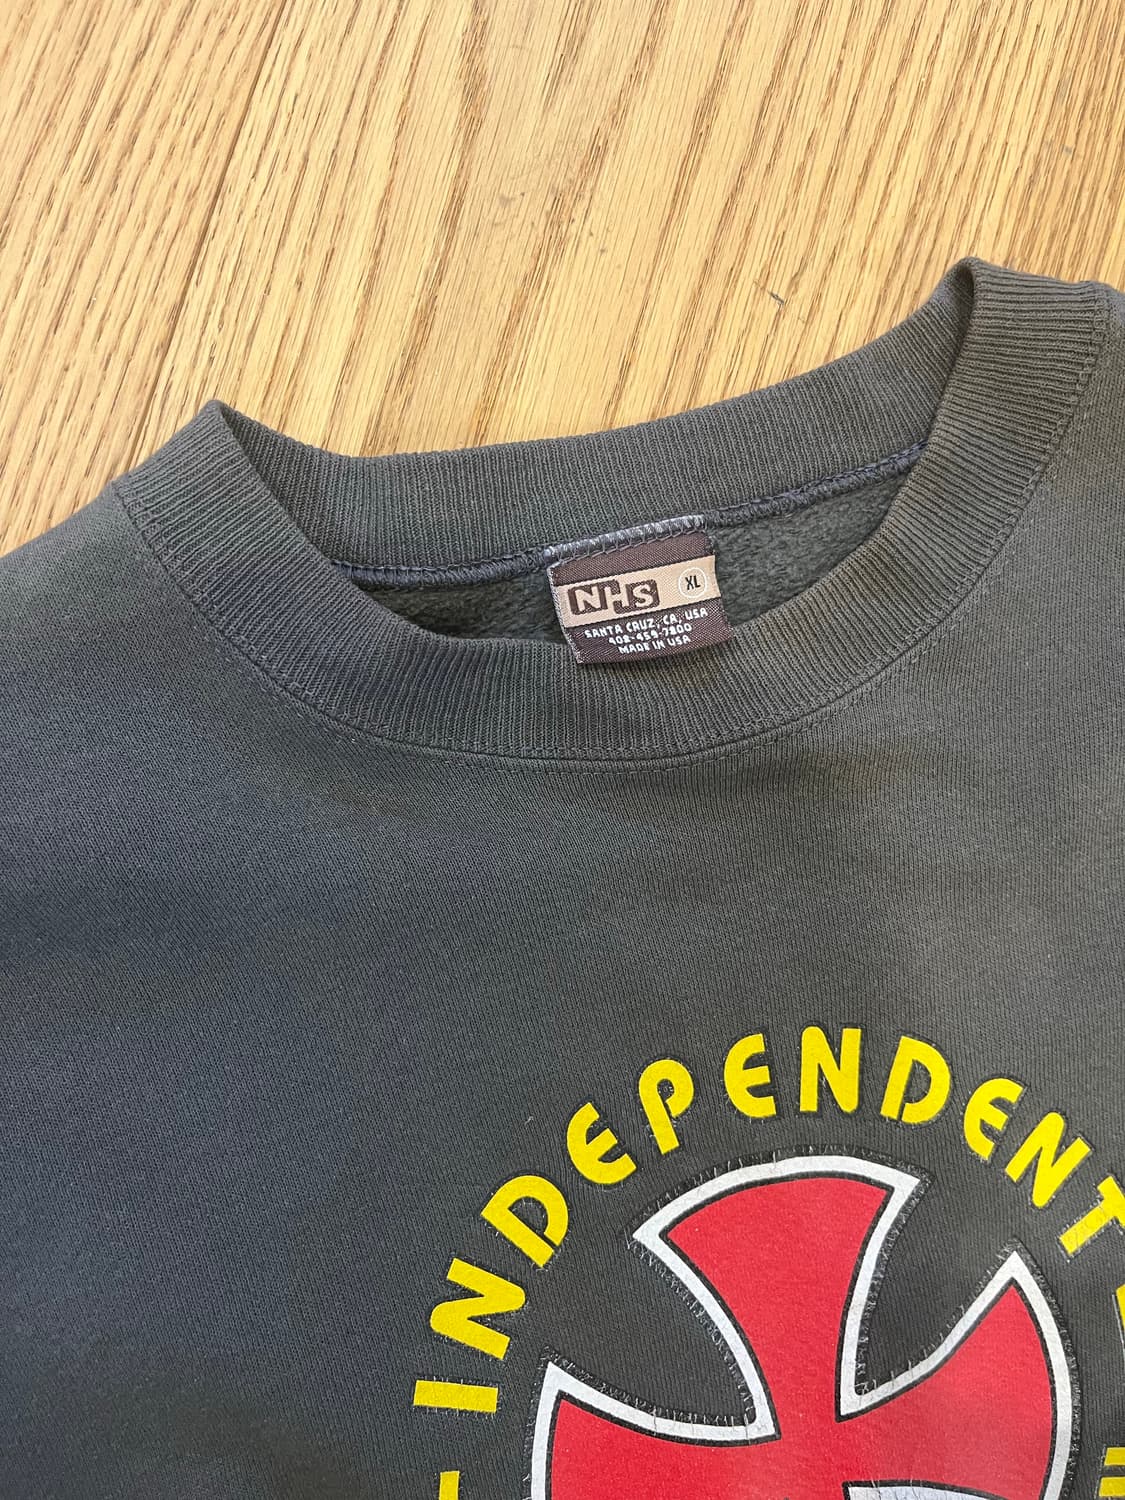 NHS XL
SANTA CRUZ, CA, USA
408-459-7800
MADE IN USA
INDEPENDENT